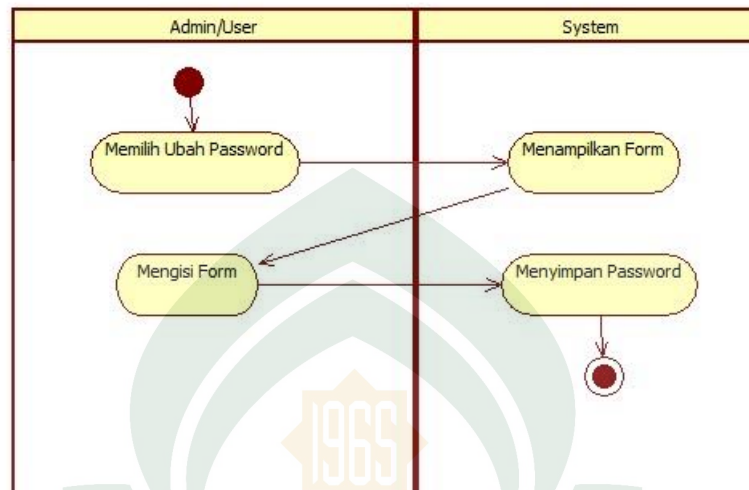 Admin/User
System
Memilih Ubah Password
Menampilkan Form
Mengisi Form
Menyimpan Password
1965